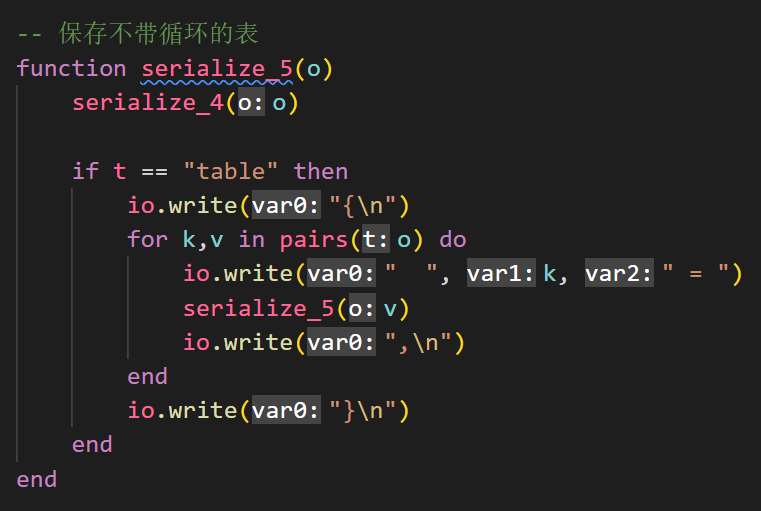 -- 保存不带循环的表
function serialize_5(o)
    serialize_4(o: o)

    if t == "table" then
        io.write(var0: "{\n")
        for k,v in pairs(t: o) do
            io.write(var0: "  ", var1: k, var2: " = ")
            serialize_5(o: v)
            io.write(var0: ",\n")
        end
        io.write(var0: "}\n")
    end
end